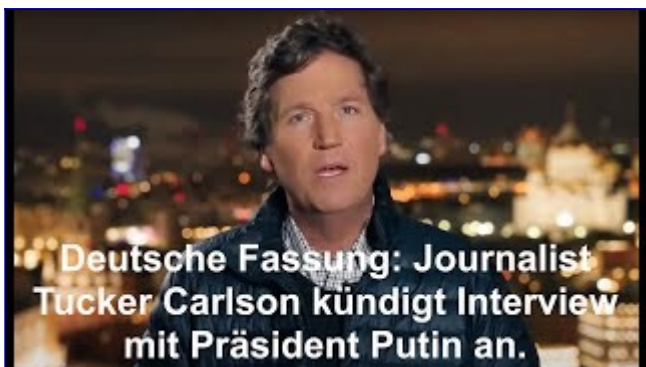 Deutsche Fassung: Journalist
Tucker Carlson kündigt Interview
mit Präsident Putin an.